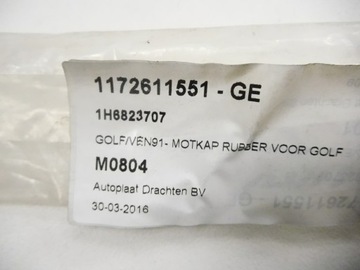 1172611551 - GE
1H6823707
GOLF/VEN91- MOTKAP RUBBER VOOR GOLF
M0804
Autoplaat Drachten BV
30-03-2016